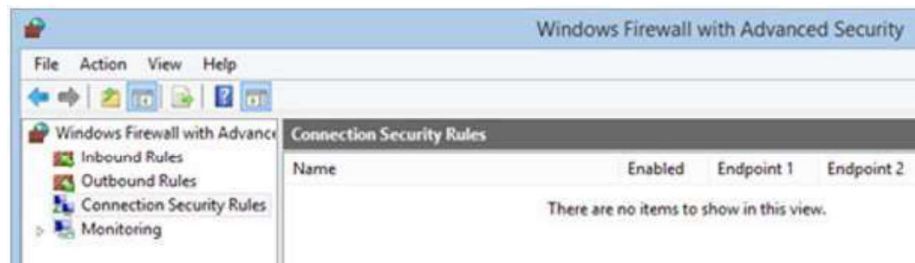 Windows Firewall with Advanced Security
File Action View Help
Windows Firewall with Advance
Inbound Rules
Outbound Rules
Connection Security Rules
Monitoring
Connection Security Rules
Name Enabled Endpoint 1 Endpoint 2
There are no items to show in this view.